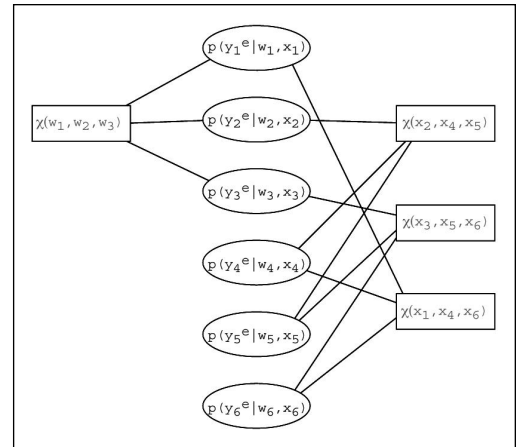 p(y₁ᵉ|w₁,x₁)
χ(w₁,w₂,w₃)
p(y₂ᵉ|w₂,x₂)
χ(x₂,x₄,x₅)
p(y₃ᵉ|w₃,x₃)
χ(x₃,x₅,x₆)
p(y₄ᵉ|w₄,x₄)
χ(x₁,x₄,x₆)
p(y₅ᵉ|w₅,x₅)
p(y₆ᵉ|w₆,x₆)